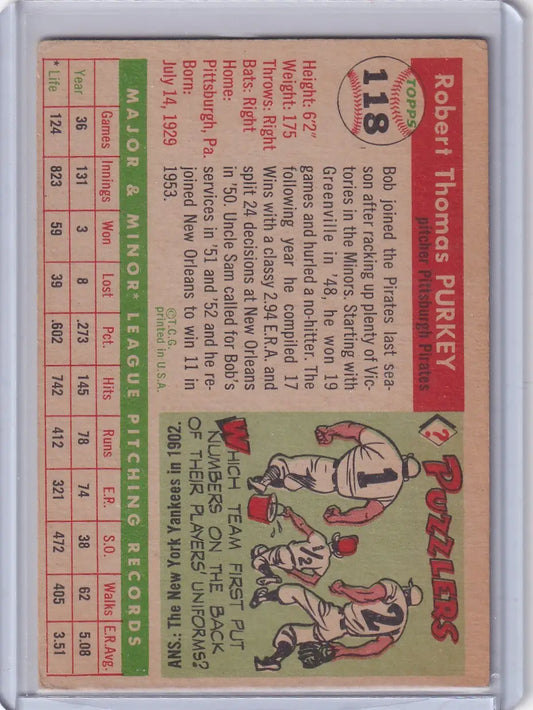 TOPPS
118
Robert Thomas PURKEY
pitcher Pittsburgh Pirates
Height: 6'2"
Weight: 175
Throws: Right
Bats: Right
Home:
Pittsburgh, Pa.
Born:
July 14, 1929
Bob joined the Pirates last sea-
son after racking up plenty of Vic-
tories in the Minors. Starting with
Greenville in '48, he won 19
games and hurled a no-hitter. The
following year he compiled 17
Wins with a classy 2.94 E.R.A. and
split 24 decisions at New Orleans
in '50. Uncle Sam called for Bob's
services in '51 and '52 and he re-
joined New Orleans to win 11 in
1953.
©T.C.G.
printed in U.S.A.
?
PUZZLERS
1
½
2
WHICH TEAM FIRST PUT
NUMBERS ON THE BACK
OF THEIR PLAYERS' UNIFORMS?
ANS.: The New York Yankees in 1902.
MAJOR & MINOR* LEAGUE PITCHING RECORDS
Games Innings Won Lost Pct. Hits Runs E.R. S.O. Walks E.R.Avg.
Year 36 131 3 8 .273 145 78 74 38 62 5.08
*Life 124 823 59 39 .602 742 412 321 472 405 3.51